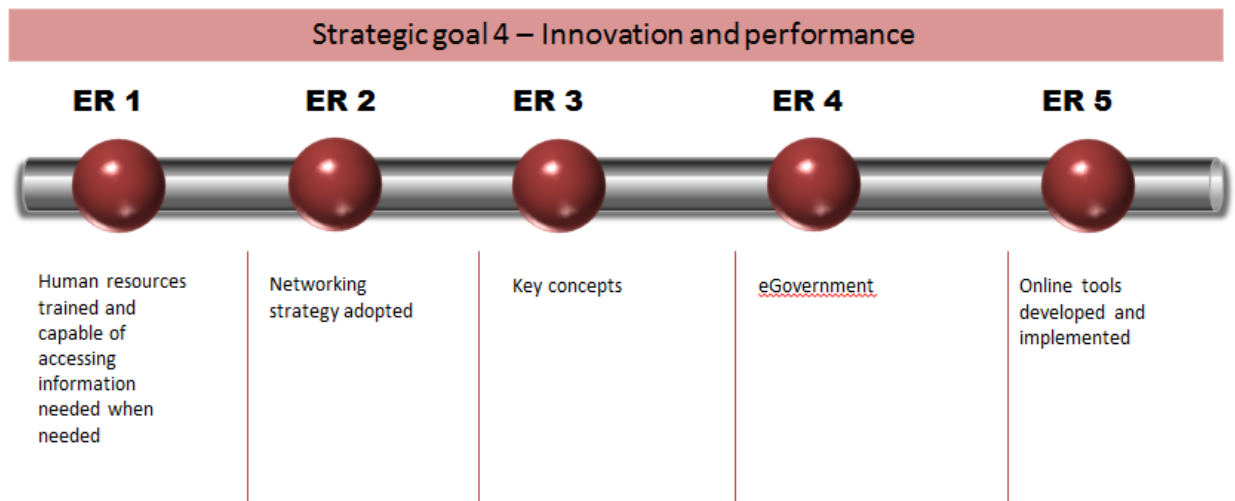 Strategic goal 4 – Innovation and performance
ER 1
ER 2
ER 3
ER 4
ER 5
Human resources
trained and
capable of
accessing
information
needed when
needed
Networking
strategy adopted
Key concepts
eGovernment
Online tools
developed and
implemented